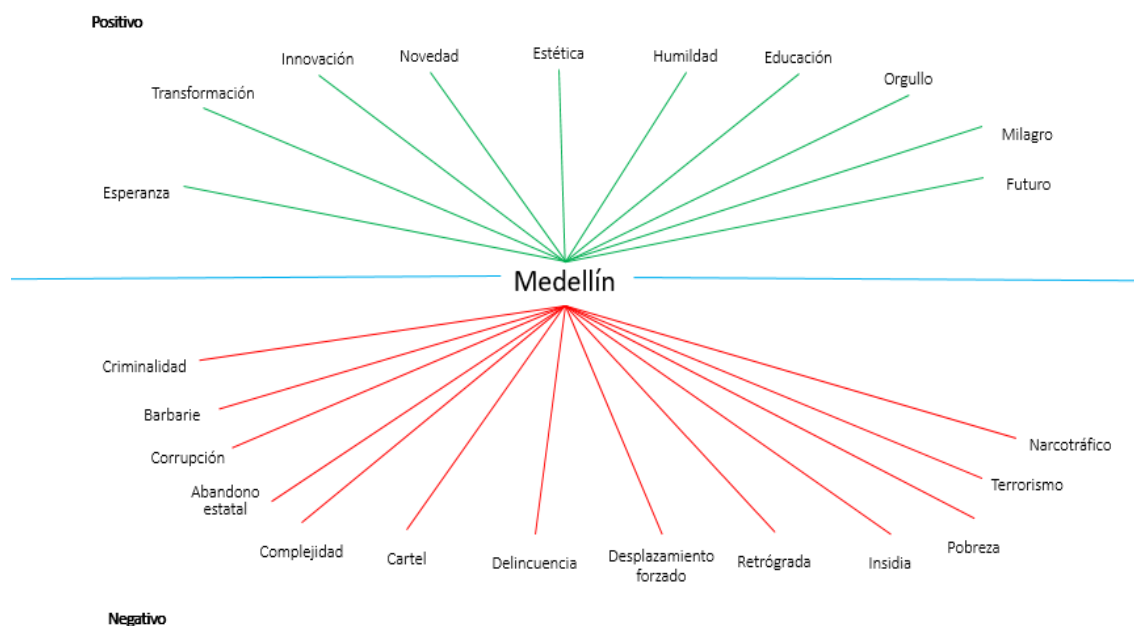 Positivo
Innovación
Novedad
Estética
Humildad
Educación
Orgullo
Transformación
Milagro
Esperanza
Futuro
Medellín
Criminalidad
Barbarie
Narcotráfico
Corrupción
Abandono
estatal
Terrorismo
Complejidad
Cartel
Delincuencia
Desplazamiento
forzado
Retrógrada
Insidia
Pobreza
Negativo